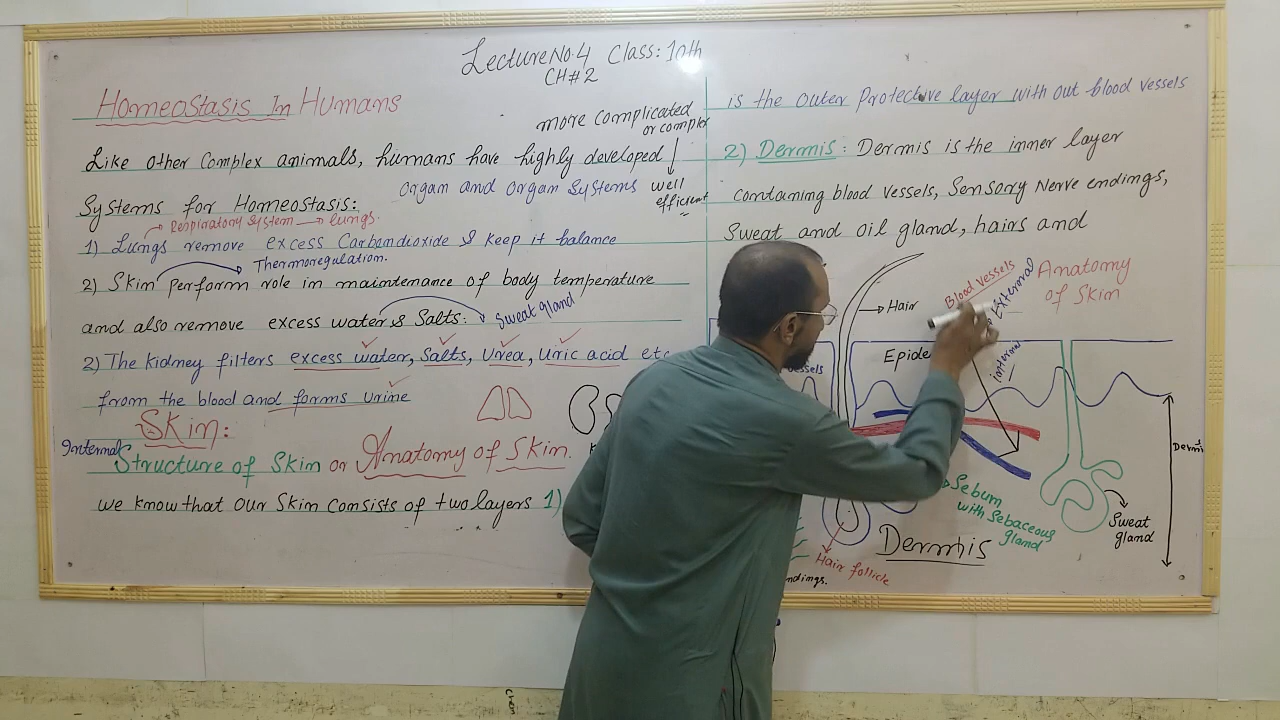 Lecture No 4 Class: 10th
CH#2
Homeostasis In Humans
more complicated
or complex
Like other complex animals, humans have highly developed
organ and organ systems
well
efficient
Systems for Homeostasis:
Respiratory system → lungs.
1) Lungs remove excess Carbondioxide & keep it balance
Thermoregulation.
2) Skin perform role in maintenance of body temperature
and also remove excess water & Salts:
Sweat gland
2) The kidney filters excess water, Salts, Urea, Uric acid etc
from the blood and forms urine
Skin:
Internal
Structure of Skin or Anatomy of Skin.
we know that our Skin consists of two layers 1)
is the outer Protective layer with out blood vessels
2) Dermis: Dermis is the inner layer
containing blood vessels, Sensory Nerve endings,
Sweat and oil gland, hairs and
Anatomy
of Skin
Blood vessels
External
Hair
Epide
internal
Dermi
Sebum
with Sebaceous
gland
Sweat
gland
Dermis
Hair follicle
ndings.